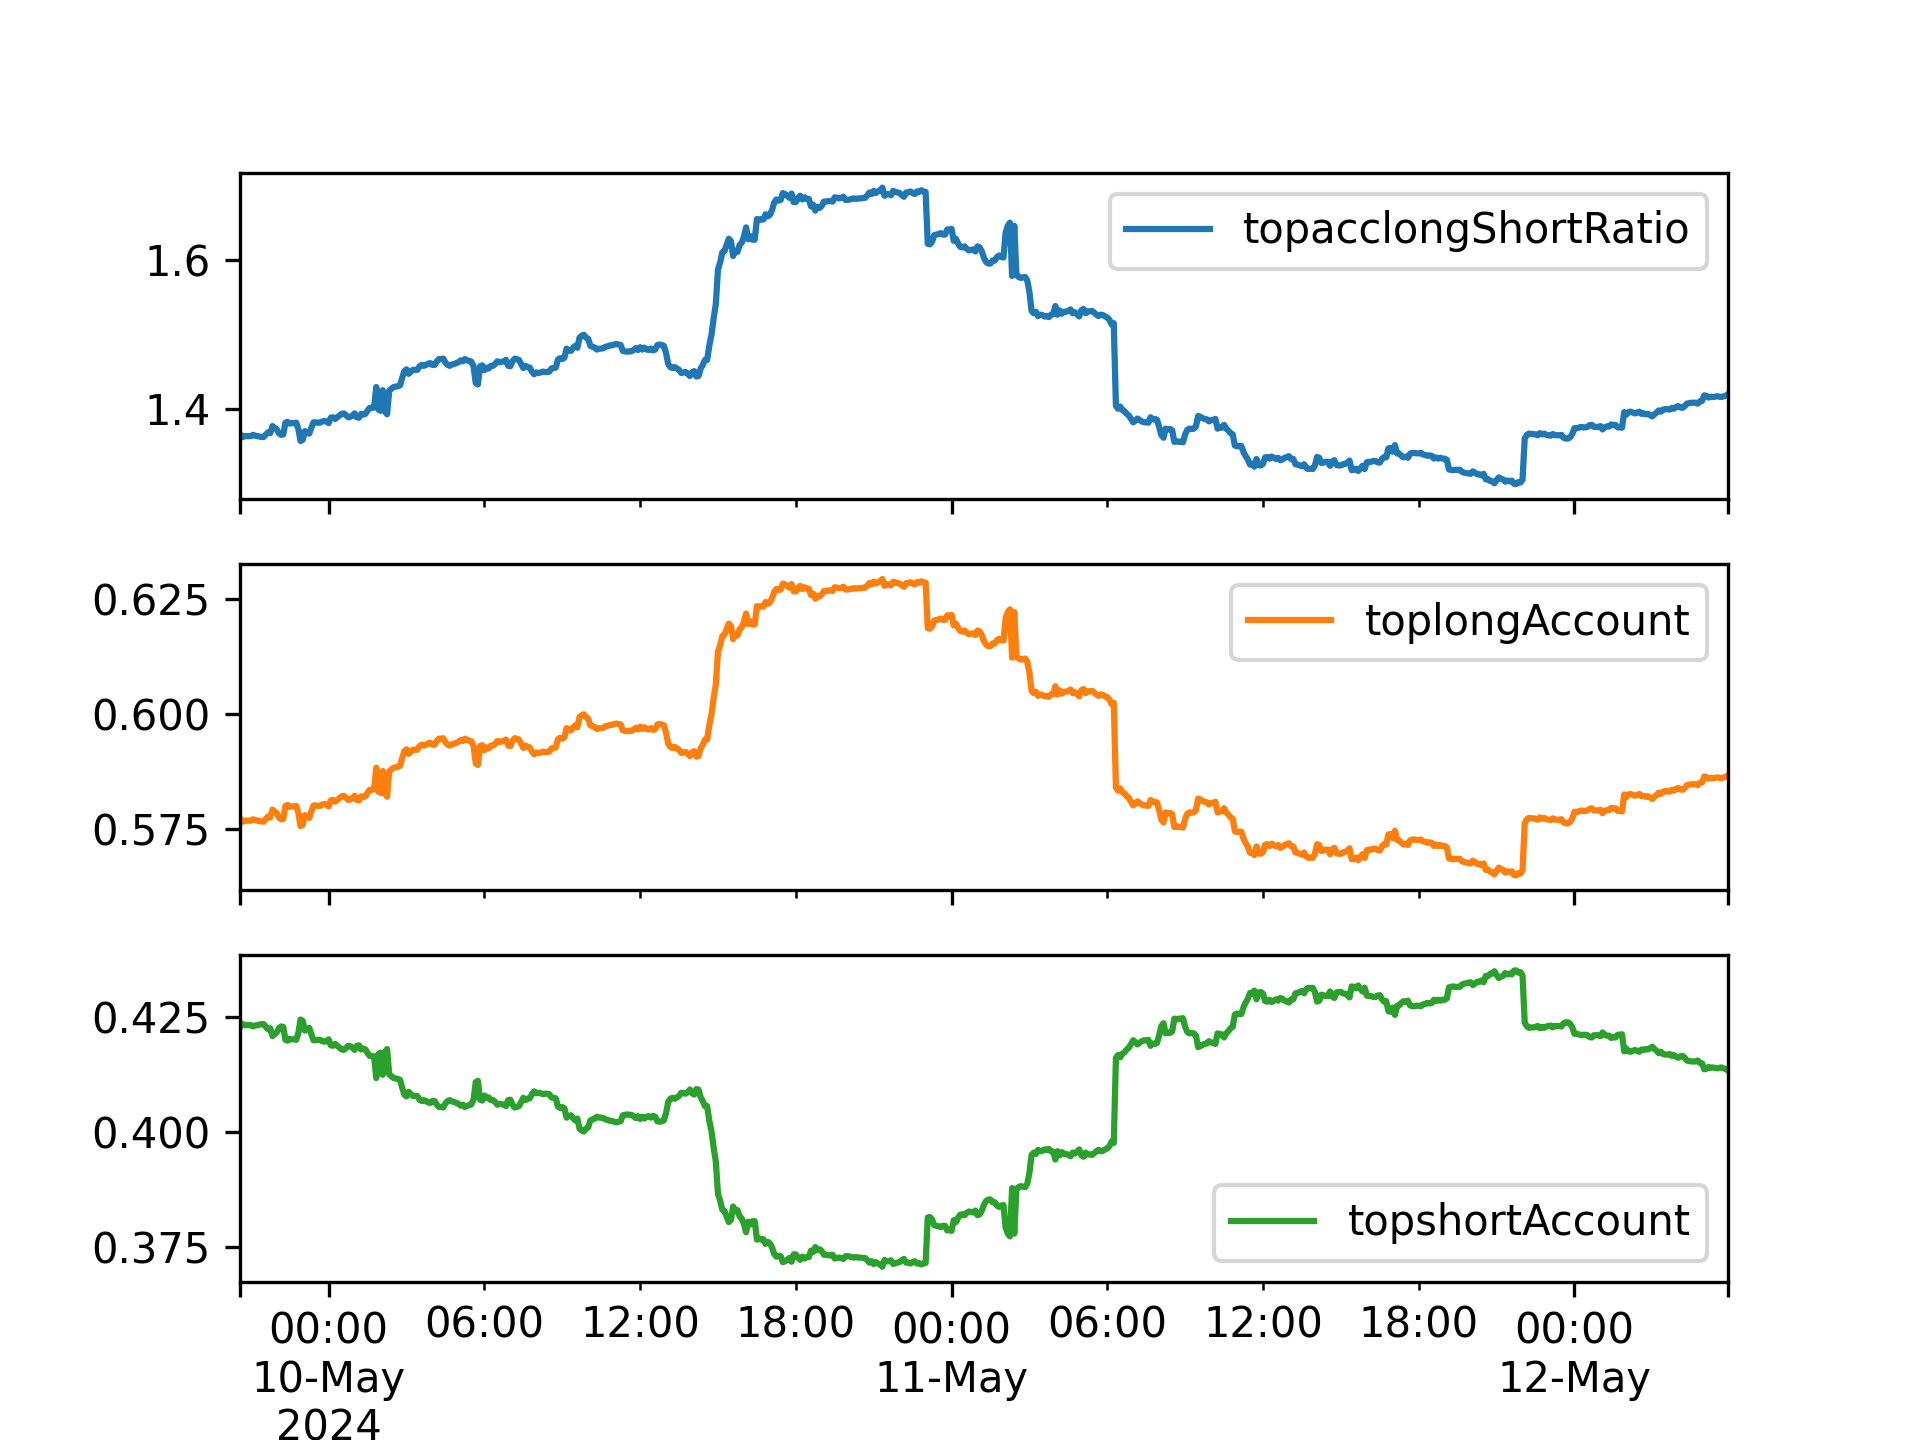 topacclongShortRatio
1.6
1.4
toplongAccount
0.625
0.600
0.575
topshortAccount
0.425
0.400
0.375
00:00 06:00 12:00 18:00 00:00 06:00 12:00 18:00 00:00
10-May 11-May 12-May
2024